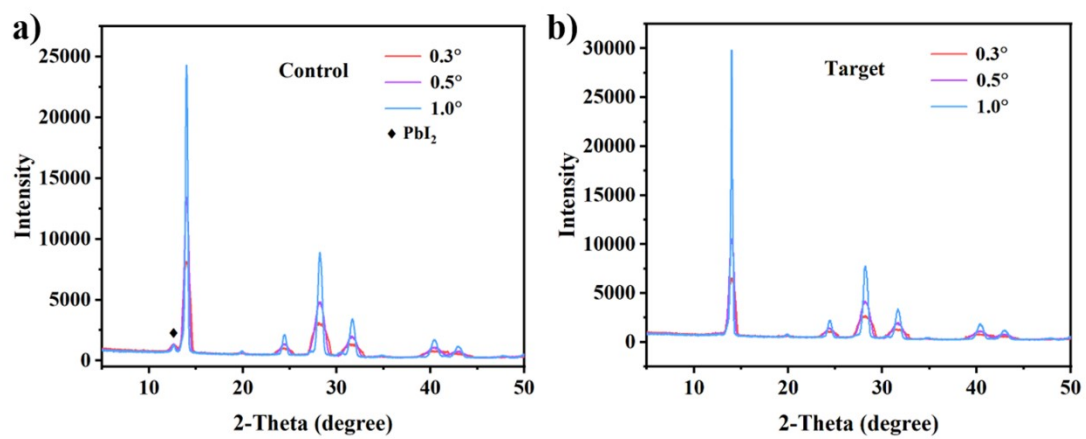 a)
Control
0.3°
0.5°
1.0°
◆ PbI₂
Intensity
25000
20000
15000
10000
5000
0
10 20 30 40 50
2-Theta (degree)
b)
Target
0.3°
0.5°
1.0°
Intensity
30000
25000
20000
15000
10000
5000
0
10 20 30 40 50
2-Theta (degree)